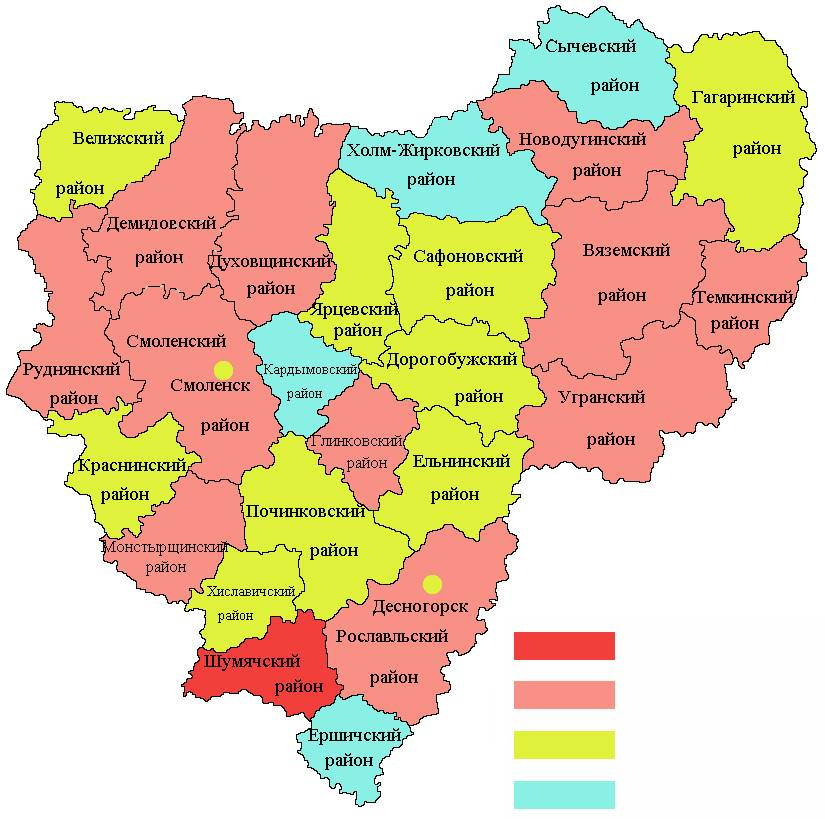 Сычевский
район
Гагаринский
район
Велижский
район
Холм-Жирковский
район
Новодугинский
район
Демидовский
район
Духовщинский
район
Сафоновский
район
Вяземский
район
Темкинский
район
Ярцевский
район
Смоленский
Смоленск
район
Руднянский
район
Кардымовский
район
Дорогобужский
район
Угранский
район
Глинковский
район
Краснинский
район
Ельнинский
район
Починковский
район
Монстырщинский
район
Хиславичский
район
Десногорск
Рославльский
район
Шумячский
район
Ершичский
район